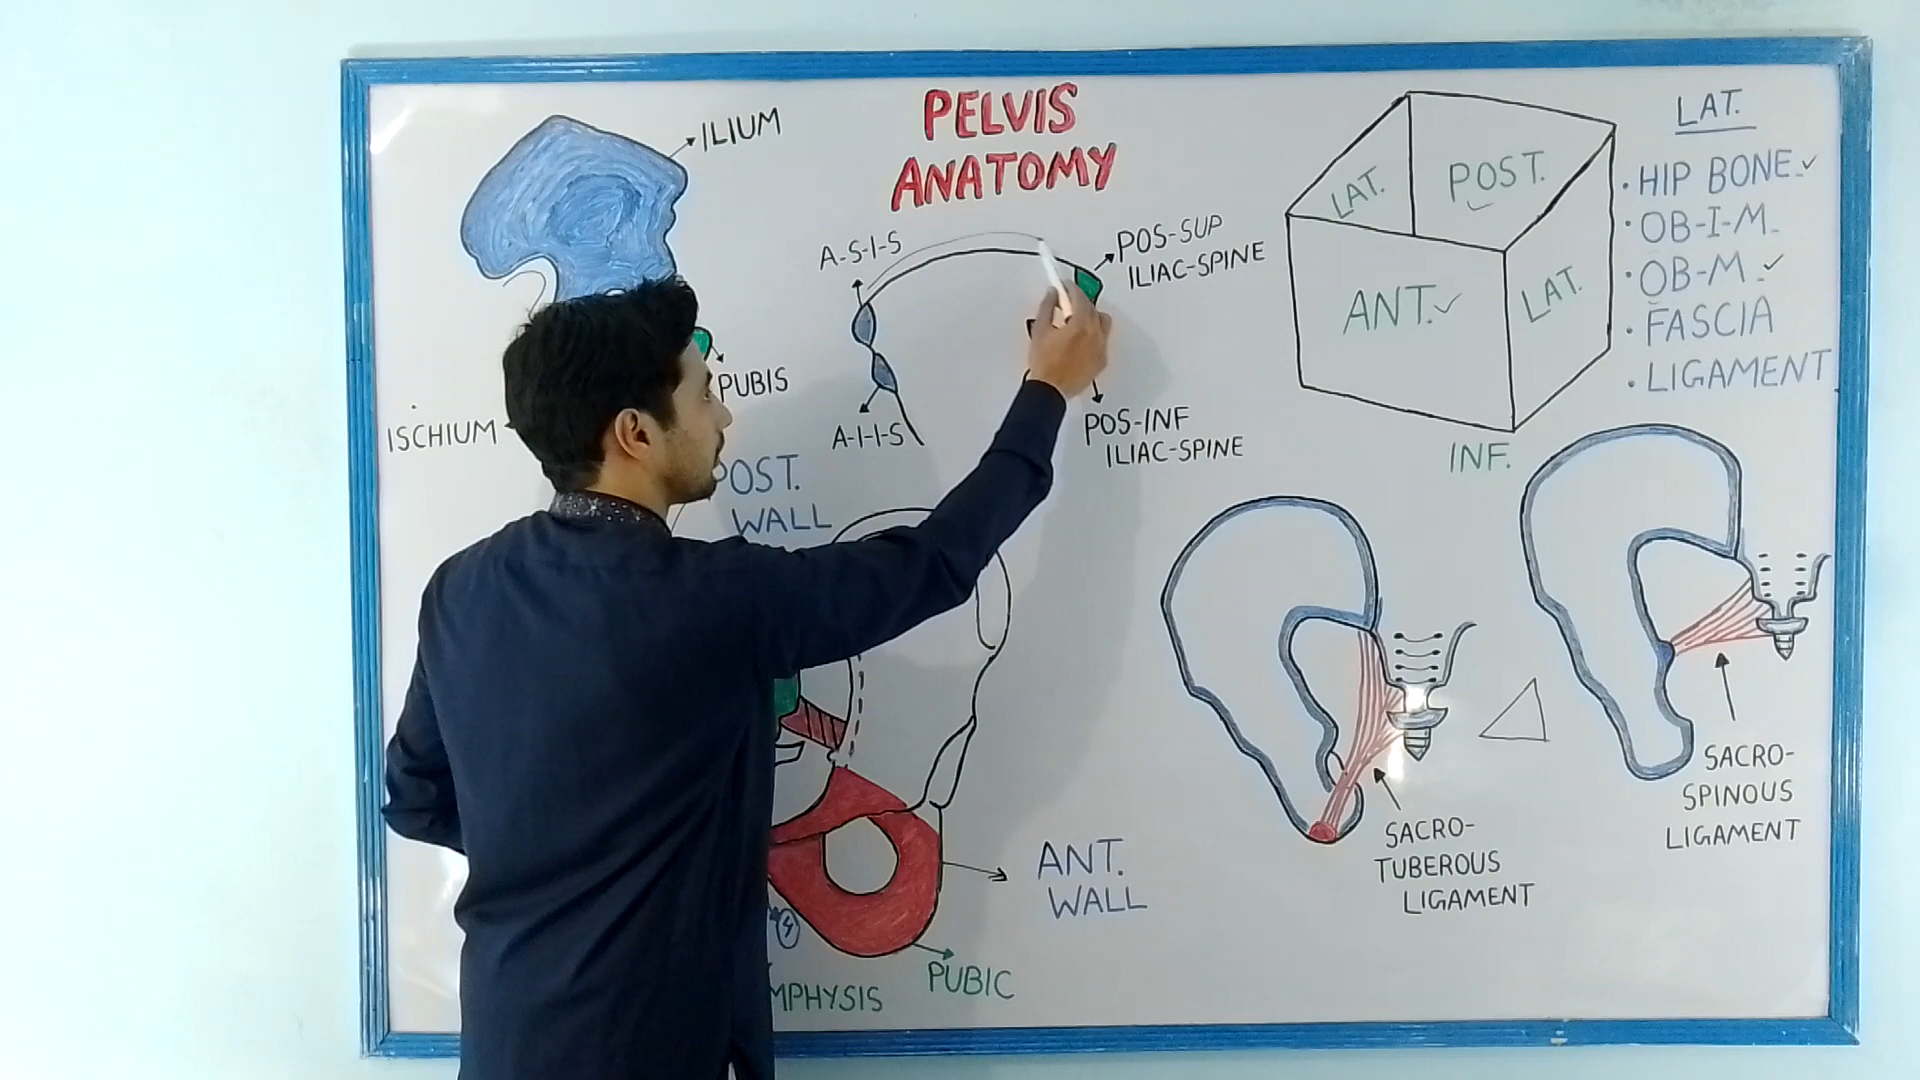 PELVIS
ANATOMY
ILIUM
PUBIS
ISCHIUM
A-S-I-S
A-I-I-S
POS-SUP
ILIAC-SPINE
POS-INF
ILIAC-SPINE
LAT.
POST.
ANT.
LAT.
INF.
LAT.
· HIP BONE
· OB-I-M
· OB-M
· FASCIA
· LIGAMENT
POST.
WALL
ANT.
WALL
PUBIC
MPHYSIS
SACRO-
TUBEROUS
LIGAMENT
SACRO-
SPINOUS
LIGAMENT